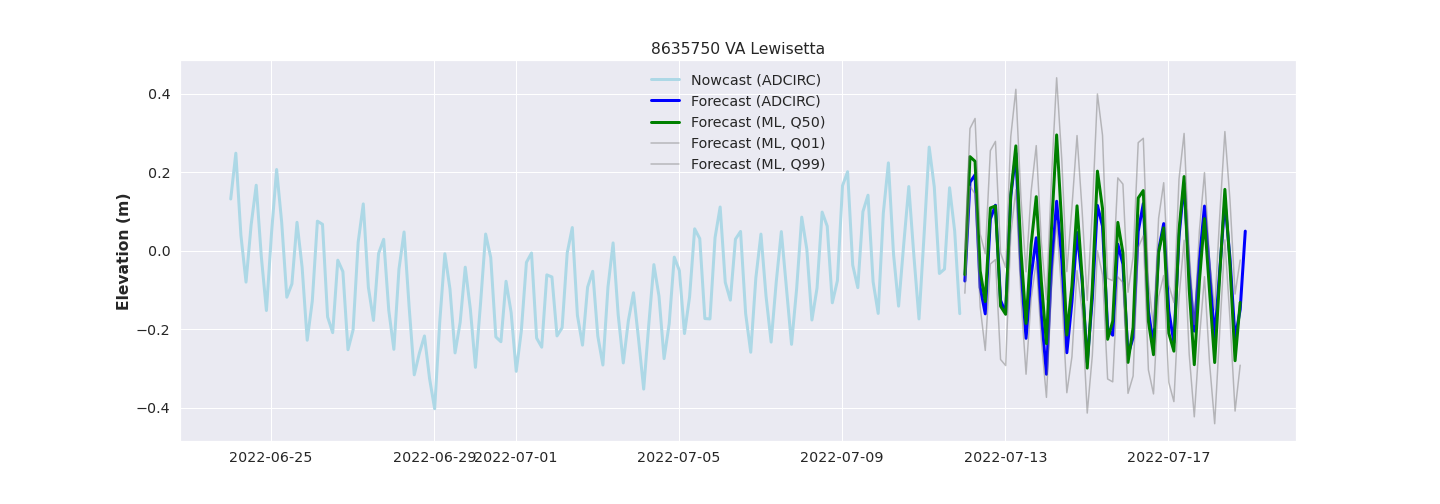 8635750 VA Lewisetta
Nowcast (ADCIRC)
Forecast (ADCIRC)
Forecast (ML, Q50)
Forecast (ML, Q01)
Forecast (ML, Q99)
Elevation (m)
0.4
0.2
0.0
−0.2
−0.4
2022-06-25 2022-06-29 2022-07-01 2022-07-05 2022-07-09 2022-07-13 2022-07-17